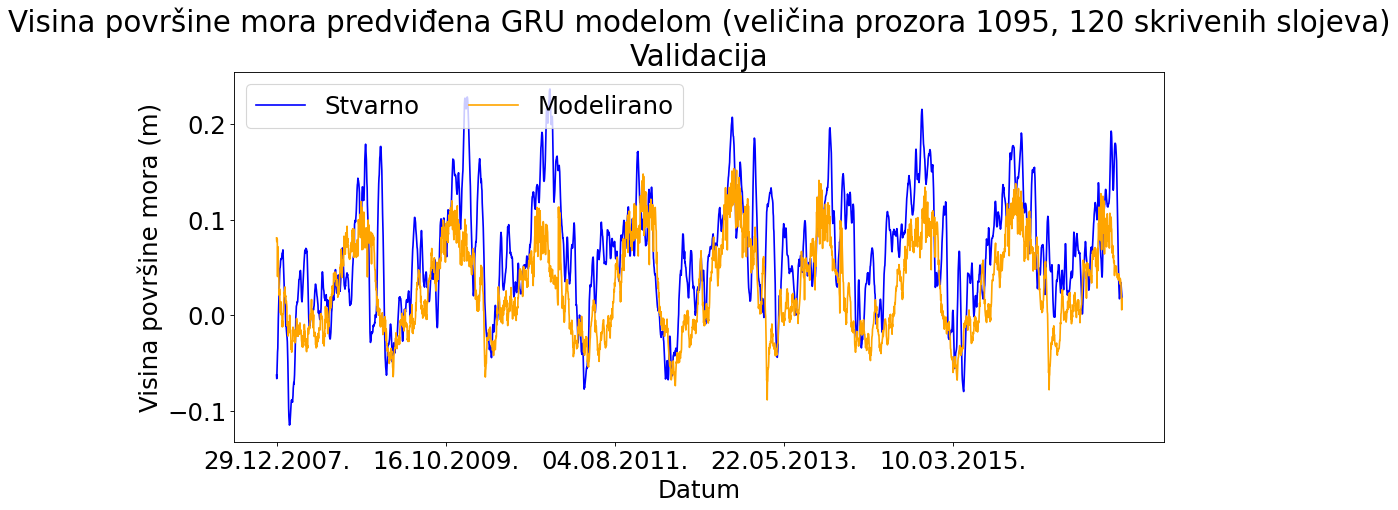 Visina površine mora predviđena GRU modelom (veličina prozora 1095, 120 skrivenih slojeva)
Validacija
Stvarno Modelirano
Visina površine mora (m)
0.2
0.1
0.0
−0.1
29.12.2007. 16.10.2009. 04.08.2011. 22.05.2013. 10.03.2015.
Datum